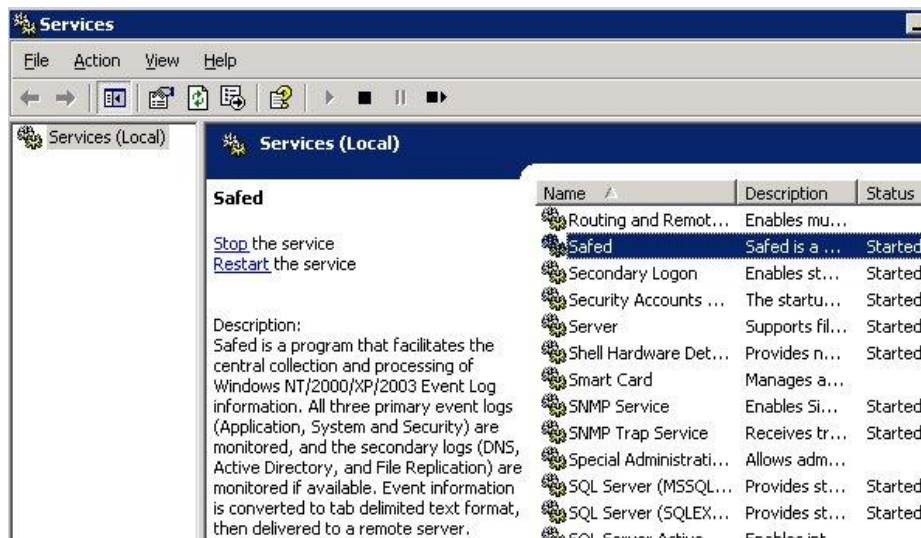 Services
File Action View Help
Services (Local)
Services (Local)
Safed
Stop the service
Restart the service
Description:
Safed is a program that facilitates the
central collection and processing of
Windows NT/2000/XP/2003 Event Log
information. All three primary event logs
(Application, System and Security) are
monitored, and the secondary logs (DNS,
Active Directory, and File Replication) are
monitored if available. Event information
is converted to tab delimited text format,
then delivered to a remote server.
Name Description Status
Routing and Remot... Enables mu...
Safed Safed is a ... Started
Secondary Logon Enables st... Started
Security Accounts ... The startu... Started
Server Supports fil... Started
Shell Hardware Det... Provides n... Started
Smart Card Manages a...
SNMP Service Enables Si... Started
SNMP Trap Service Receives tr... Started
Special Administrati... Allows adm...
SQL Server (MSSQL... Provides st... Started
SQL Server (SQLEX... Provides st... Started
SQL Server Active Enables int